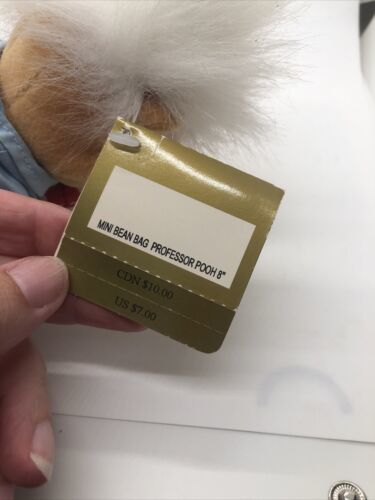 MINI BEAN BAG PROFESSOR POOH 8"
CDN $10.00
US $7.00